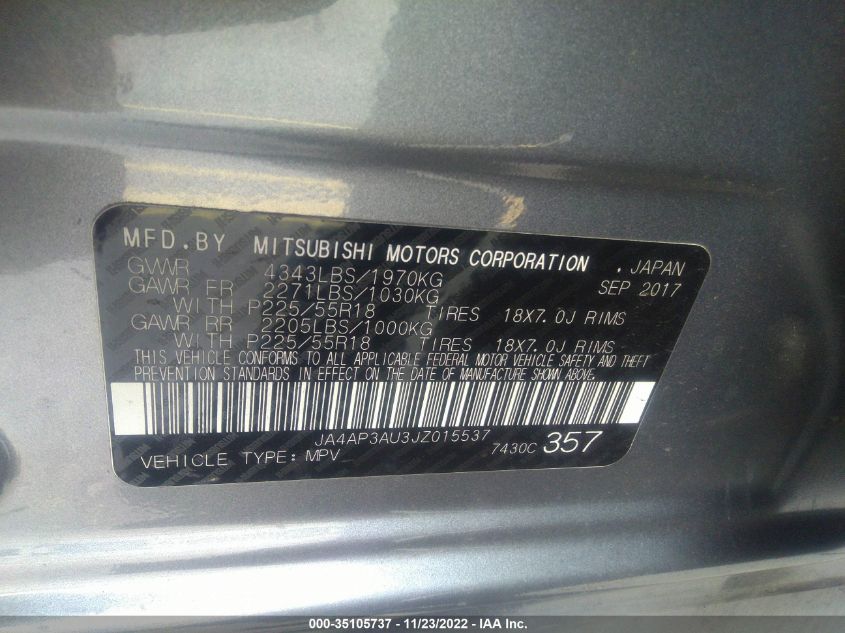 MFD.BY MITSUBISHI MOTORS CORPORATION . JAPAN
GVWR 4343LBS/1970KG SEP 2017
GAWR FR 2271LBS/1030KG
WITH P225/55R18 TIRES 18X7.0J RIMS
GAWR RR 2205LBS/1000KG
WITH P225/55R18 TIRES 18X7.0J RIMS
THIS VEHICLE CONFORMS TO ALL APPLICABLE FEDERAL MOTOR VEHICLE SAFETY AND THEFT
PREVENTION STANDARDS IN EFFECT ON THE DATE OF MANUFACTURE SHOWN ABOVE.
JA4AP3AU3JZ015537
VEHICLE TYPE: MPV 7430C 357
000-35105737 - 11/23/2022 - IAA Inc.